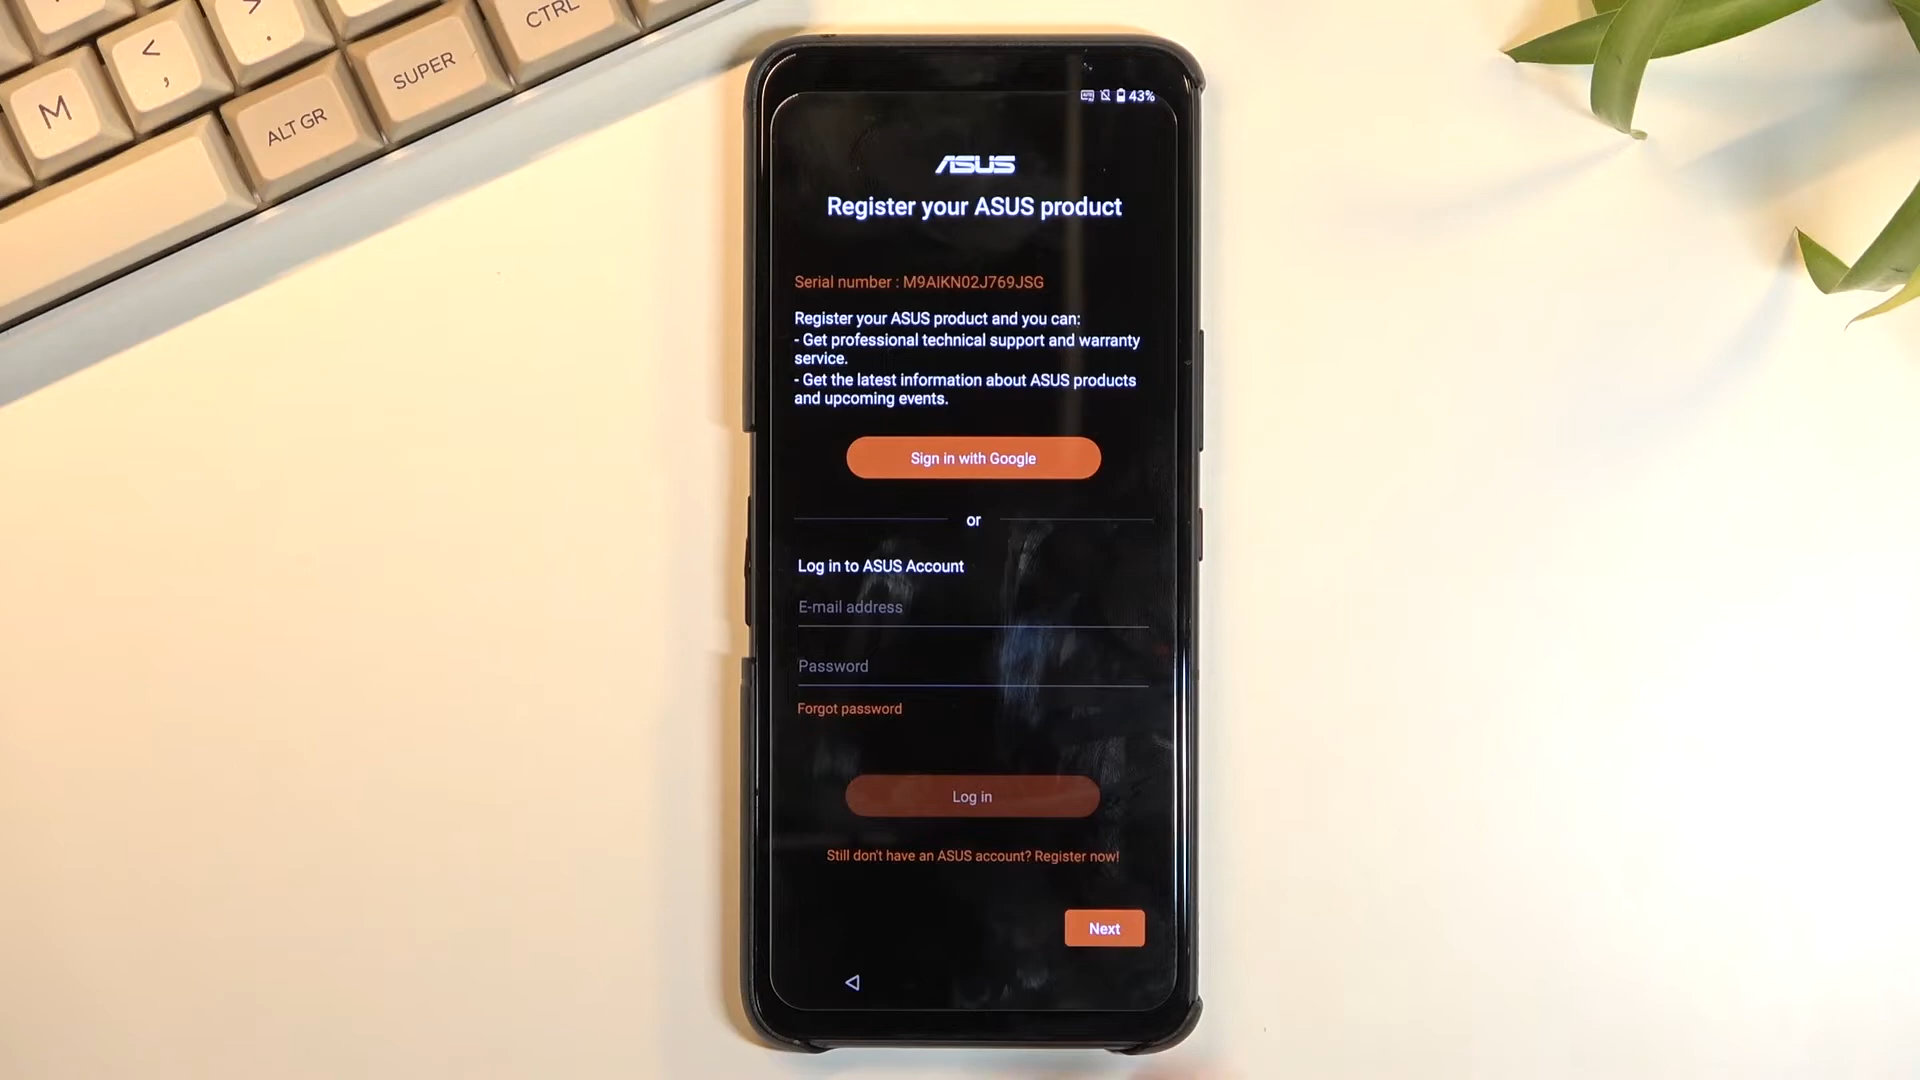 CTRL
>
.
<
,
SUPER
M
ALT GR
43%
ASUS
Register your ASUS product
Serial number : M9AIKN02J769JSG
Register your ASUS product and you can:
- Get professional technical support and warranty
service.
- Get the latest information about ASUS products
and upcoming events.
Sign in with Google
or
Log in to ASUS Account
E-mail address
Password
Forgot password
Log in
Still don't have an ASUS account? Register now!
Next